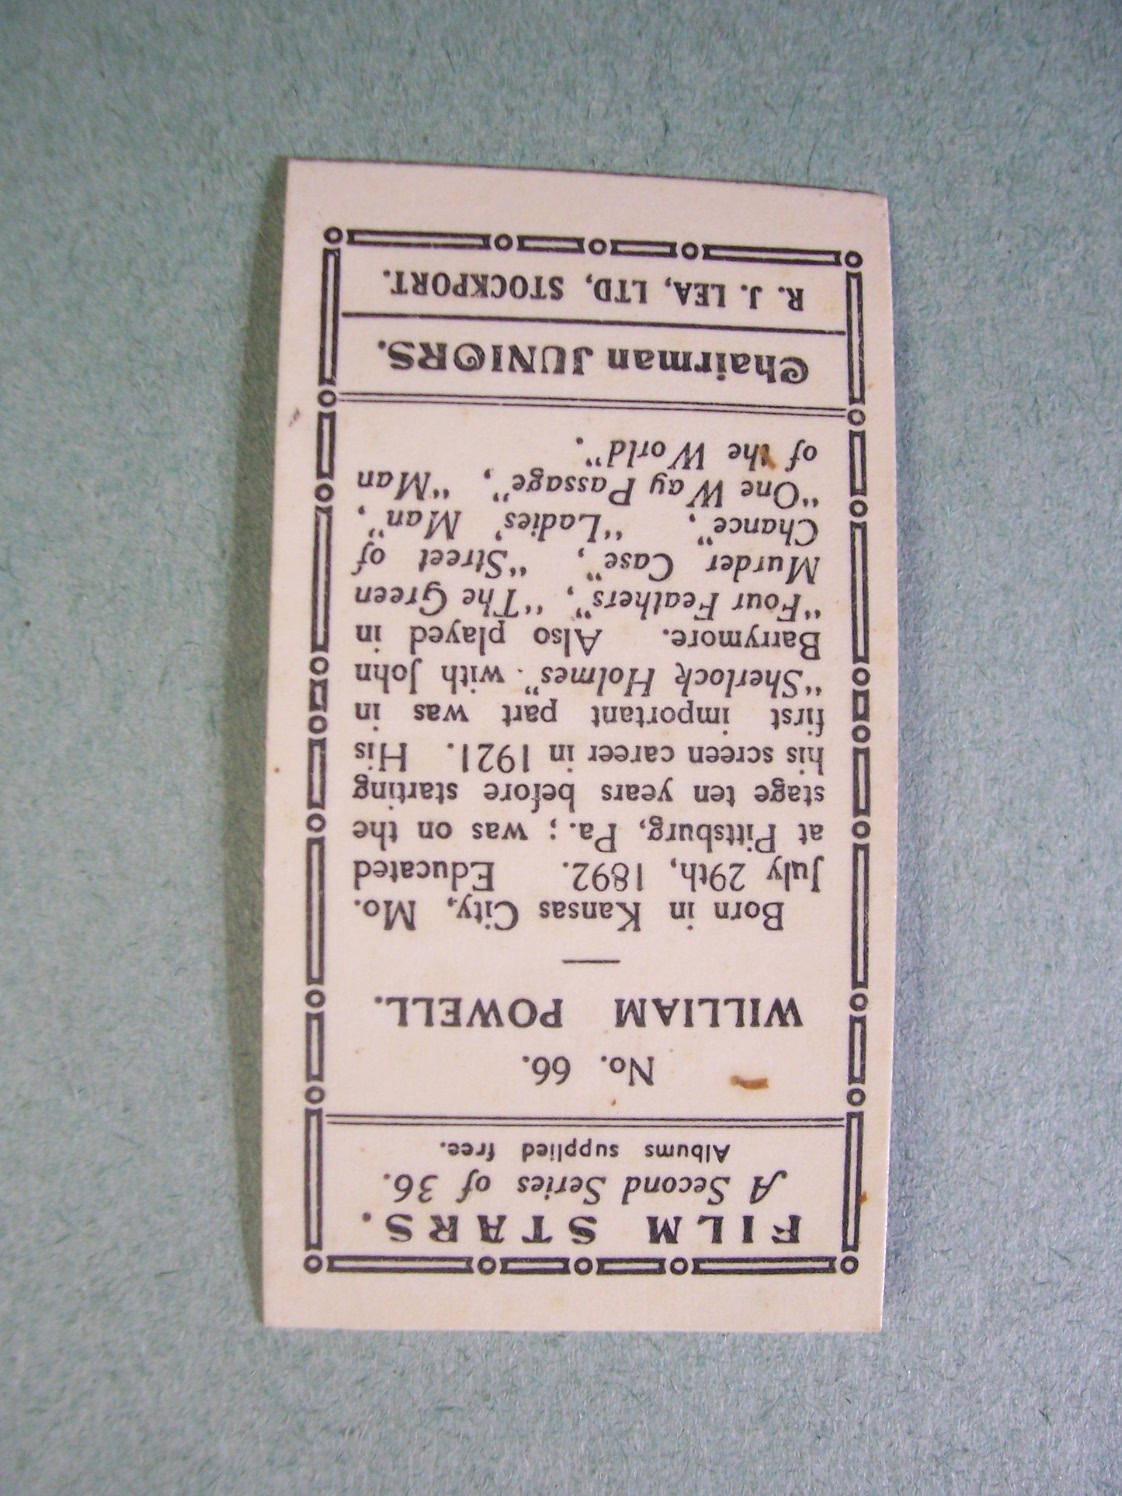 FILM STARS.
A Second Series of 36.
Albums supplied free.
No. 66.
WILLIAM POWELL.
Born in Kansas City, Mo.
July 29th, 1892. Educated
at Pittsburg, Pa.; was on the
stage ten years before starting
his screen career in 1921. His
first important part was in
"Sherlock Holmes" with John
Barrymore. Also played in
"Four Feathers", "The Green
Murder Case", "Street of
Chance", "Ladies' Man",
"One Way Passage", "Man
of the World".
Chairman JUNIORS.
R. J. LEA, LTD, STOCKPORT.